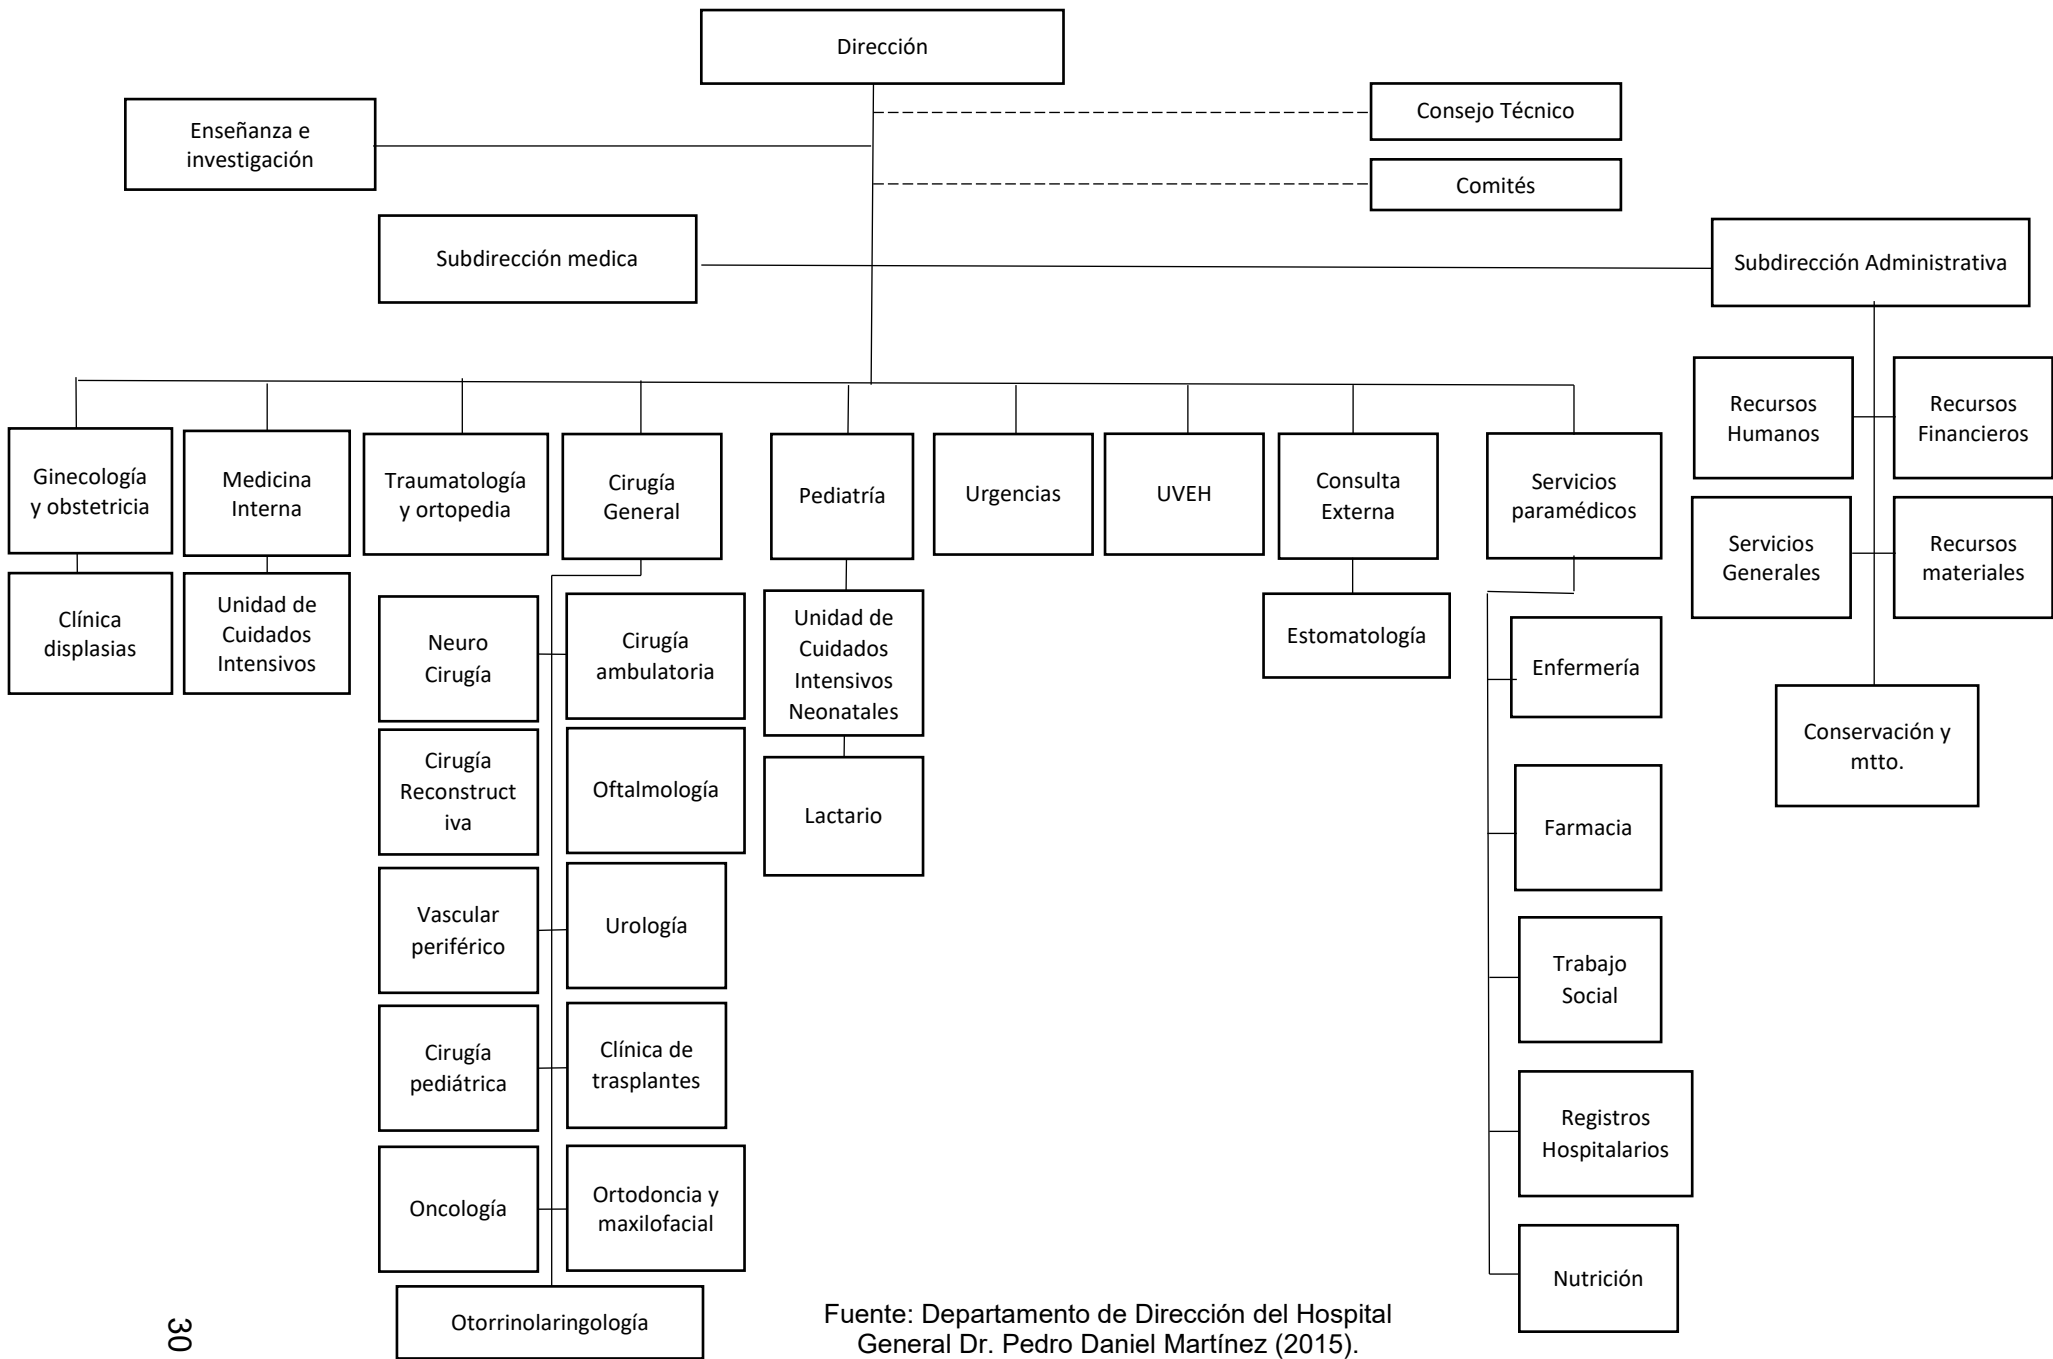 Dirección
Consejo Técnico
Enseñanza e
investigación
Comités
Subdirección medica
Subdirección Administrativa
Ginecología
y obstetricia
Medicina
Interna
Traumatología
y ortopedia
Cirugía
General
Pediatría
Urgencias
UVEH
Consulta
Externa
Servicios
paramédicos
Recursos
Humanos
Recursos
Financieros
Servicios
Generales
Recursos
materiales
Conservación y
mtto.
Clínica
displasias
Unidad de
Cuidados
Intensivos
Neuro
Cirugía
Cirugía
ambulatoria
Cirugía
Reconstruct
iva
Oftalmología
Vascular
periférico
Urología
Cirugía
pediátrica
Clínica de
trasplantes
Oncología
Ortodoncia y
maxilofacial
Otorrinolaringología
Unidad de
Cuidados
Intensivos
Neonatales
Lactario
Estomatología
Enfermería
Farmacia
Trabajo
Social
Registros
Hospitalarios
Nutrición
Fuente: Departamento de Dirección del Hospital
General Dr. Pedro Daniel Martínez (2015).
30